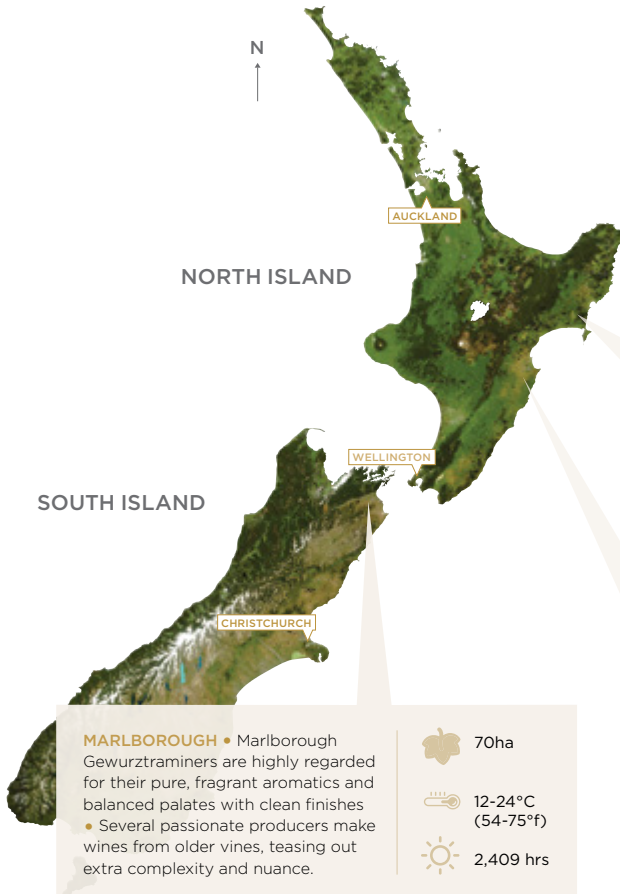 N
AUCKLAND
NORTH ISLAND
WELLINGTON
SOUTH ISLAND
CHRISTCHURCH
MARLBOROUGH • Marlborough
Gewurztraminers are highly regarded
for their pure, fragrant aromatics and
balanced palates with clean finishes
• Several passionate producers make
wines from older vines, teasing out
extra complexity and nuance.
70ha
12-24°C
(54-75°f)
2,409 hrs